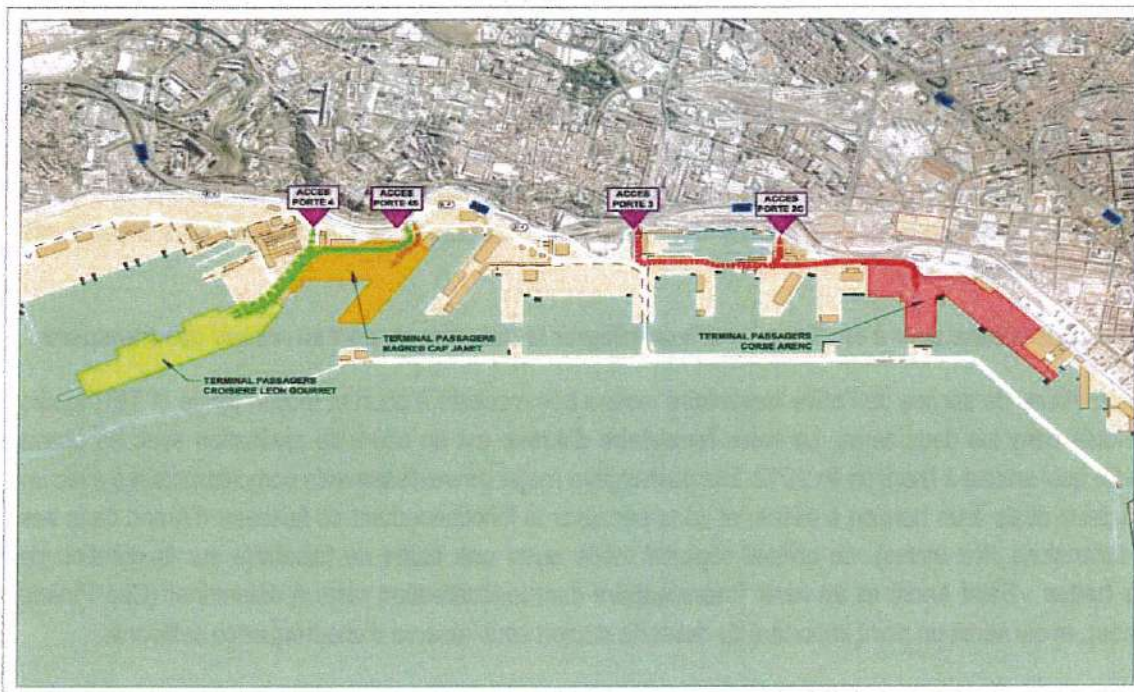 ACCES
PORTE 4
ACCES
PORTE 4B
ACCES
PORTE 3
ACCES
PORTE 2C
TERMINAL PASSAGERS
MAGREB CAP JANET
TERMINAL PASSAGERS
CORSE ARENC
TERMINAL PASSAGERS
CROISIERE LEON GOURRET